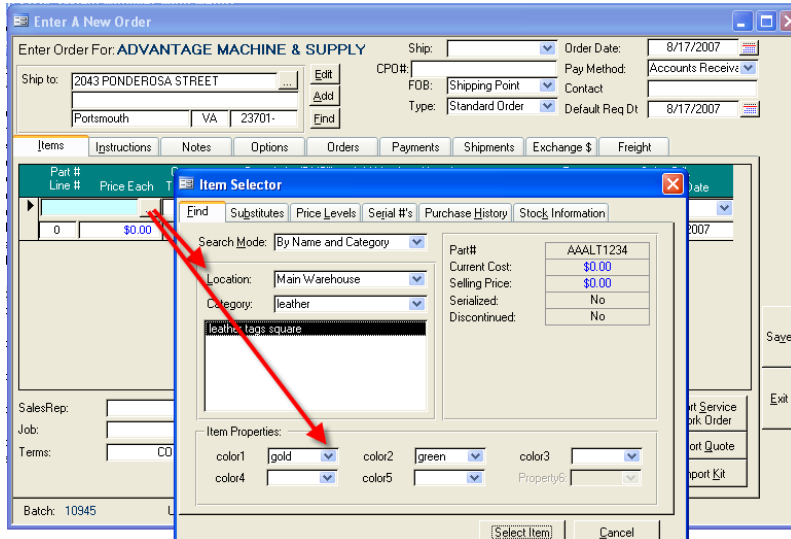 Enter A New Order
Enter Order For: ADVANTAGE MACHINE & SUPPLY Ship: Order Date: 8/17/2007
CPO#: Pay Method: Accounts Receiva
Ship to: 2043 PONDEROSA STREET ... Edit FOB: Shipping Point Contact
Add Type: Standard Order Default Req Dt 8/17/2007
Portsmouth VA 23701- Find
Items Instructions Notes Options Orders Payments Shipments Exchange $ Freight
Part #
Line # Price Each Date
0 $0.00 2007
Item Selector
Find Substitutes Price Levels Serial #'s Purchase History Stock Information
Search Mode: By Name and Category
Location: Main Warehouse
Category: leather
leather tags square
Part# AAALT1234
Current Cost: $0.00
Selling Price: $0.00
Serialized: No
Discontinued: No
Item Properties:
color1 gold color2 green color3
color4 color5 Property6:
Select Item Cancel
Save
Exit
SalesRep:
Job:
Terms: CO
rt Service
ork Order
ort Quote
nport Kit
Batch: 10945 L